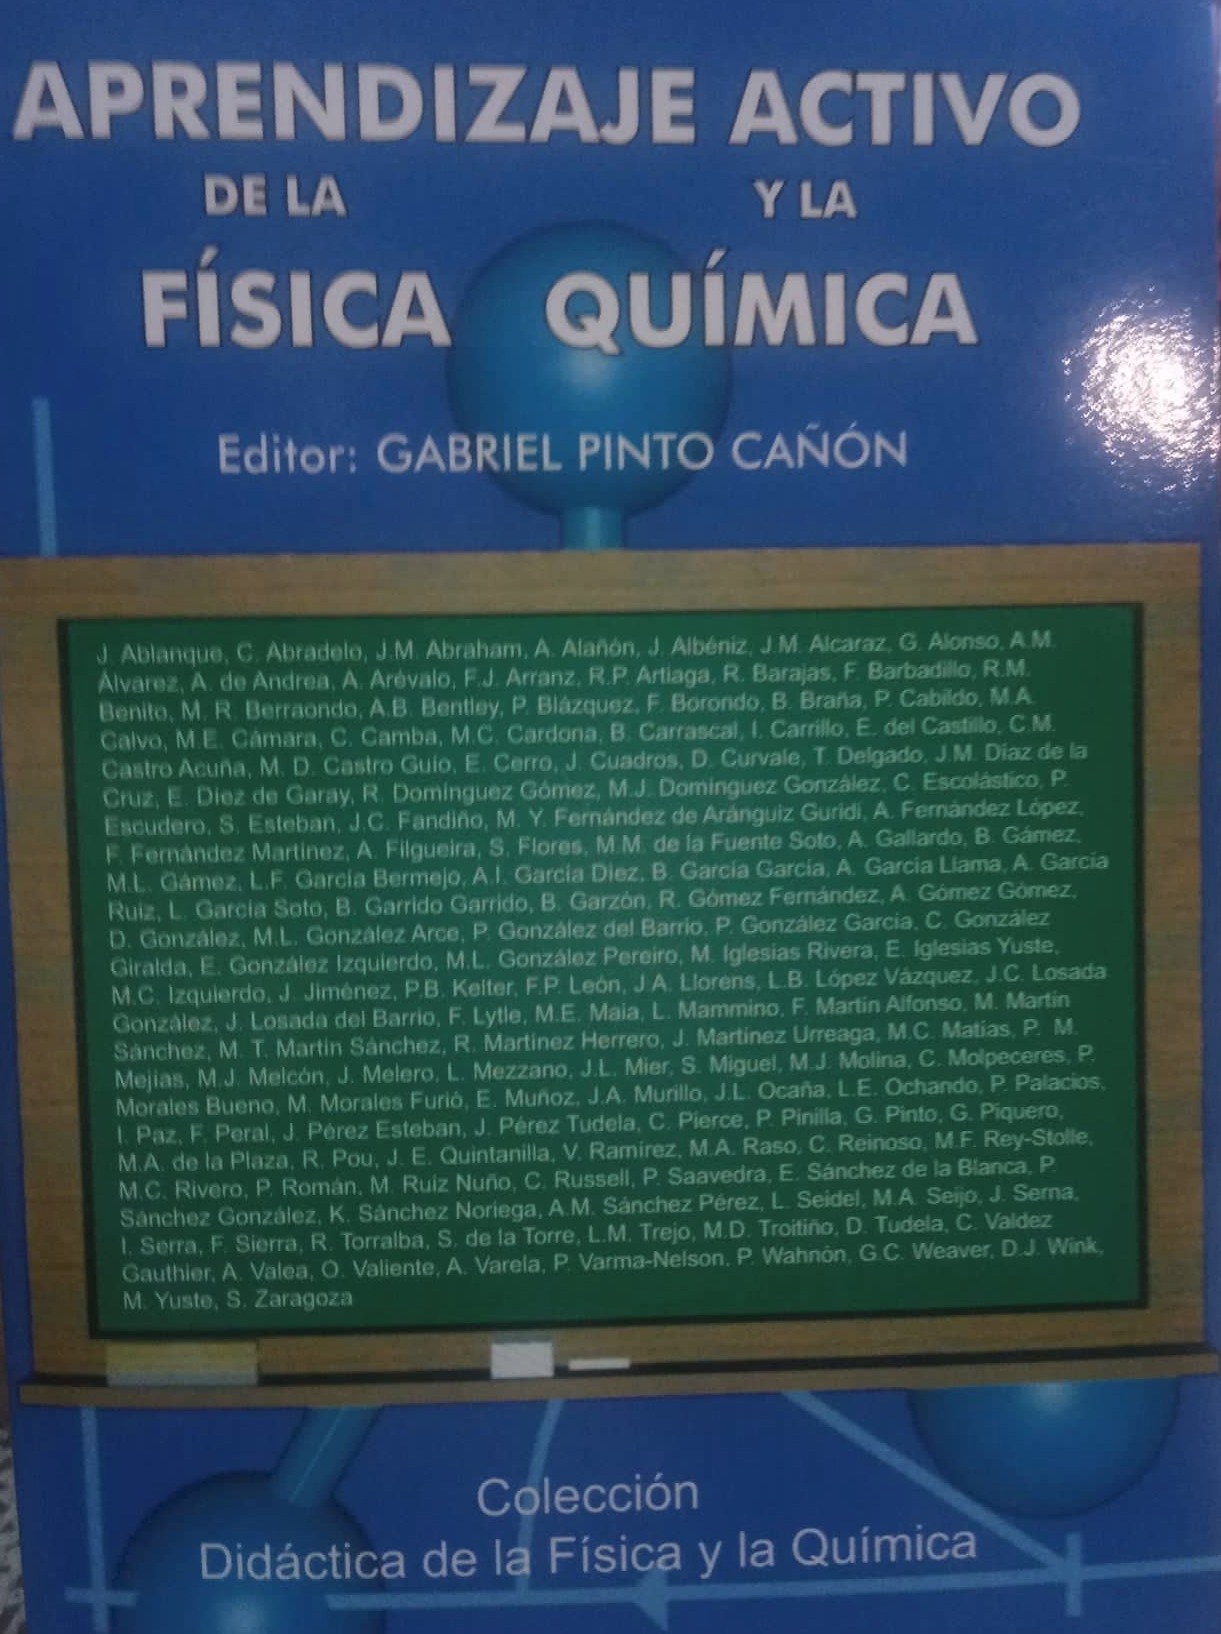 APRENDIZAJE ACTIVO
DE LA Y LA
FÍSICA QUÍMICA
Editor: GABRIEL PINTO CAÑÓN
J. Ablanque, C. Abradelo, J.M. Abraham, A. Alañón, J. Albéniz, J.M. Alcaraz, G. Alonso, A.M.
Álvarez, A. de Andrea, A. Arévalo, F.J. Arranz, R.P. Artiaga, R. Barajas, F. Barbadillo, R.M.
Benito, M. R. Berraondo, A.B. Bentley, P. Blázquez, F. Borondo, B. Braña, P. Cabildo, M.A.
Calvo, M.E. Cámara, C. Camba, M.C. Cardona, B. Carrascal, I. Carrillo, E. del Castillo, C.M.
Castro Acuña, M. D. Castro Guío, E. Cerro, J. Cuadros, D. Curvale, T. Delgado, J.M. Díaz de la
Cruz, E. Díez de Garay, R. Domínguez Gómez, M.J. Domínguez González, C. Escolástico, P.
Escudero, S. Esteban, J.C. Fandiño, M. Y. Fernández de Aránguiz Guridi, A. Fernández López,
F. Fernández Martínez, A. Filgueira, S. Flores, M.M. de la Fuente Soto, A. Gallardo, B. Gámez,
M.L. Gámez, L.F. García Bermejo, A.I. García Díez, B. García García, A. García Llama, A. García
Ruiz, L. García Soto, B. Garrido Garrido, B. Garzón, R. Gómez Fernández, A. Gómez Gómez,
D. González, M.L. González Arce, P. González del Barrio, P. González García, C. González
Giralda, E. González Izquierdo, M.L. González Pereiro, M. Iglesias Rivera, E. Iglesias Yuste,
M.C. Izquierdo, J. Jiménez, P.B. Kelter, F.P. León, J.A. Llorens, L.B. López Vázquez, J.C. Losada
González, J. Losada del Barrio, F. Lytle, M.E. Maia, L. Mammino, F. Martín Alfonso, M. Martín
Sánchez, M. T. Martín Sánchez, R. Martínez Herrero, J. Martínez Urreaga, M.C. Matías, P. M.
Mejías, M.J. Melcón, J. Melero, L. Mezzano, J.L. Mier, S. Miguel, M.J. Molina, C. Molpeceres, P.
Morales Bueno, M. Morales Furió, E. Muñoz, J.A. Murillo, J.L. Ocaña, L.E. Ochando, P. Palacios,
I. Paz, F. Peral, J. Pérez Esteban, J. Pérez Tudela, C. Pierce, P. Pinilla, G. Pinto, G. Piquero,
M.A. de la Plaza, R. Pou, J. E. Quintanilla, V. Ramírez, M.A. Raso, C. Reinoso, M.F. Rey-Stolle,
M.C. Rivero, P. Román, M. Ruiz Nuño, C. Russell, P. Saavedra, E. Sánchez de la Blanca, P.
Sánchez González, K. Sánchez Noriega, A.M. Sánchez Pérez, L. Seidel, M.A. Seijo, J. Serna,
I. Serra, F. Sierra, R. Torralba, S. de la Torre, L.M. Trejo, M.D. Troitiño, D. Tudela, C. Valdez
Gauthier, A. Valea, O. Valiente, A. Varela, P. Varma-Nelson, P. Wahnón, G.C. Weaver, D.J. Wink,
M. Yuste, S. Zaragoza
Colección
Didáctica de la Física y la Química